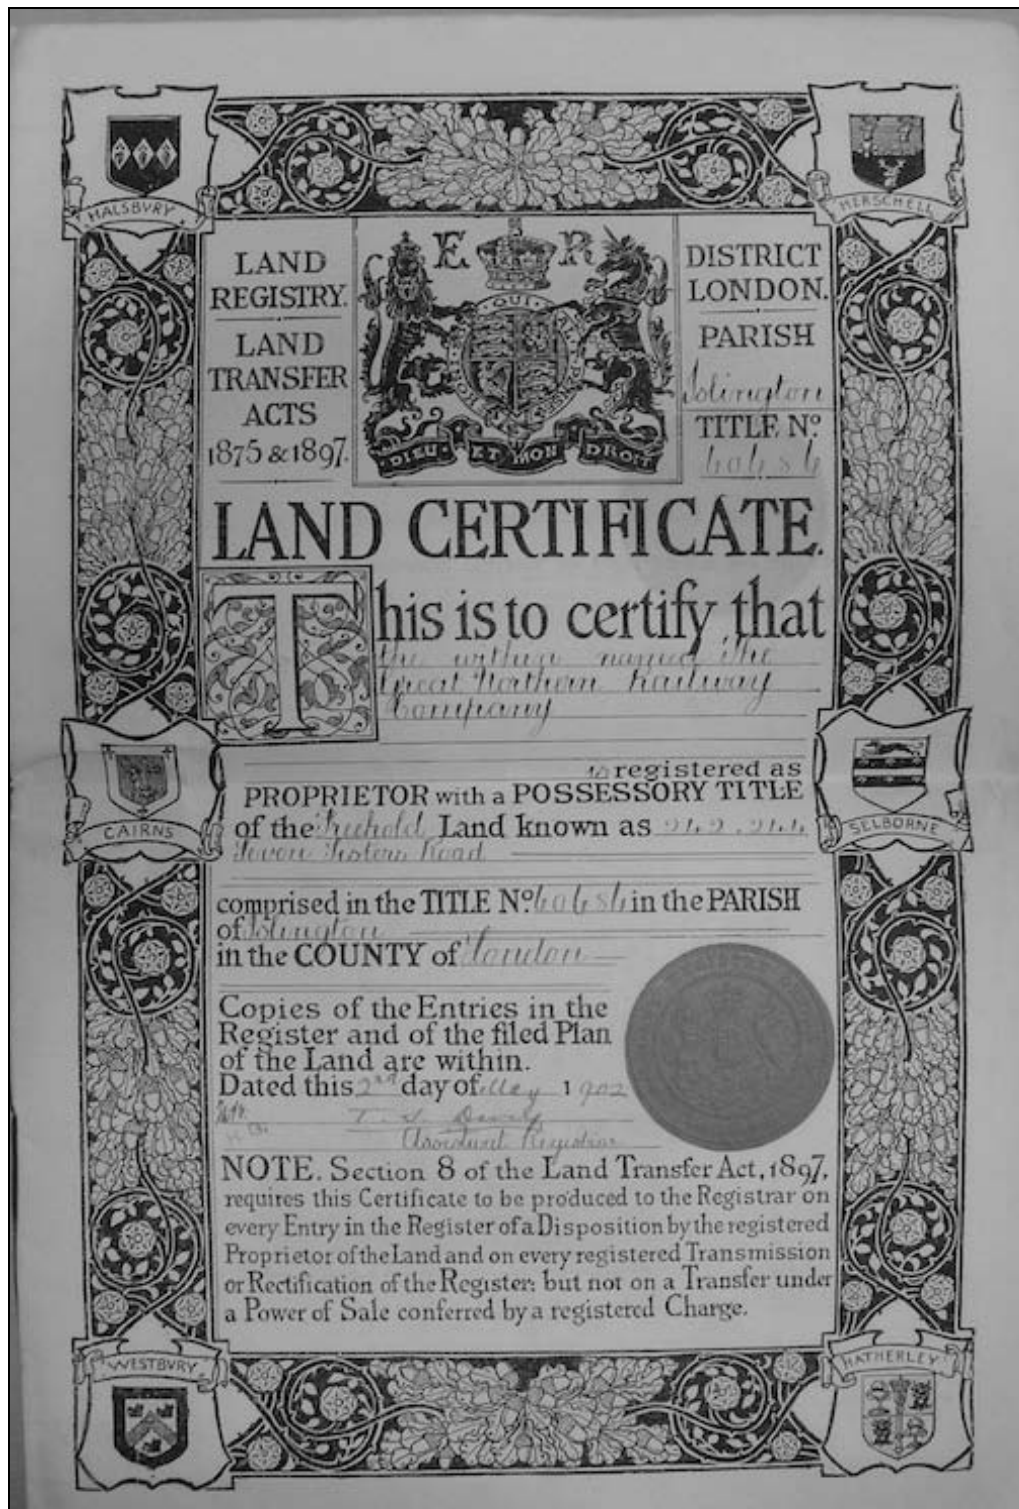 HALSBURY
HERSCHELL
LAND
REGISTRY.
LAND
TRANSFER
ACTS
1875 & 1897.
E R
QUI
DIEU · ET MON DROIT
DISTRICT
LONDON.
PARISH
Islington
TITLE No.
LAND CERTIFICATE.
This is to certify that
the within named The
Great Northern Railway
Company
is registered as
PROPRIETOR with a POSSESSORY TITLE
of the Freehold Land known as 242. 244
Seven Sisters Road
CAIRNS
SELBORNE
comprised in the TITLE No. in the PARISH
of Islington
in the COUNTY of London
Copies of the Entries in the
Register and of the filed Plan
of the Land are within.
Dated this 2nd day of May 1902
Assistant Registrar
NOTE. Section 8 of the Land Transfer Act, 1897,
requires this Certificate to be produced to the Registrar on
every Entry in the Register of a Disposition by the registered
Proprietor of the Land and on every registered Transmission
or Rectification of the Register: but not on a Transfer under
a Power of Sale conferred by a registered Charge.
WESTBURY
HATHERLEY